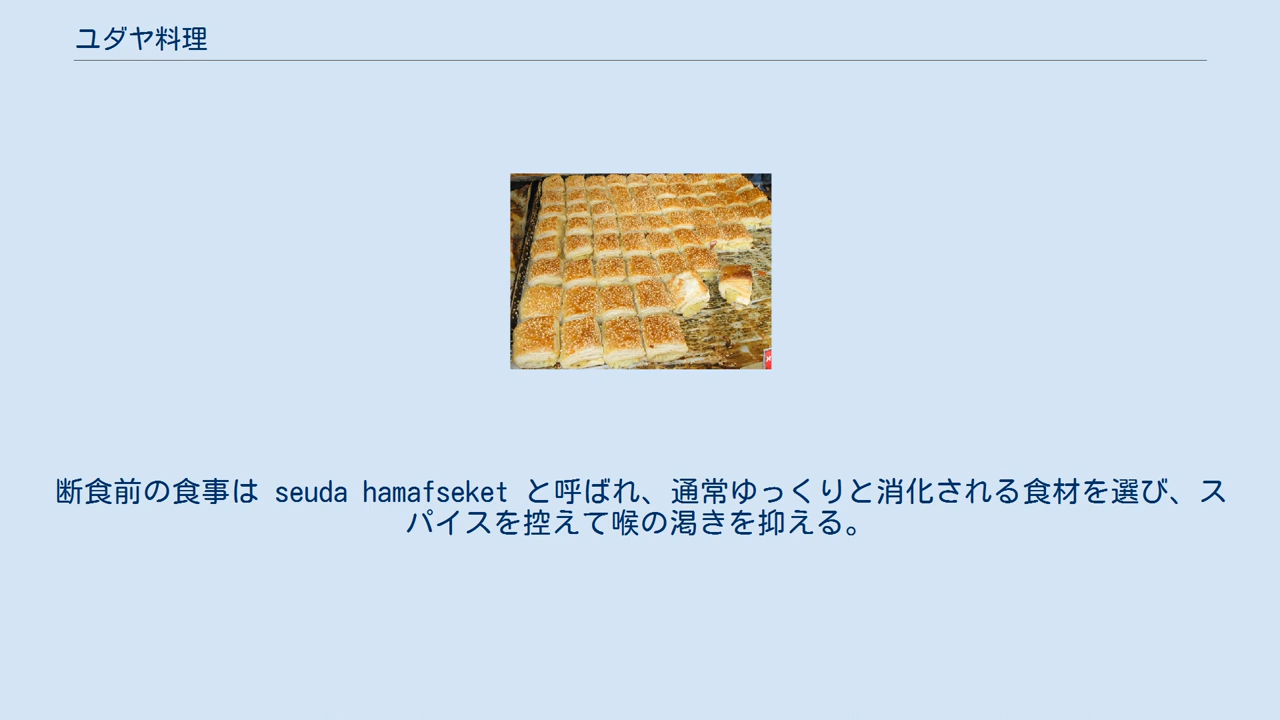 ユダヤ料理
断食前の食事は seuda hamafseket と呼ばれ、通常ゆっくりと消化される食材を選び、ス
パイスを控えて喉の渇きを抑える。